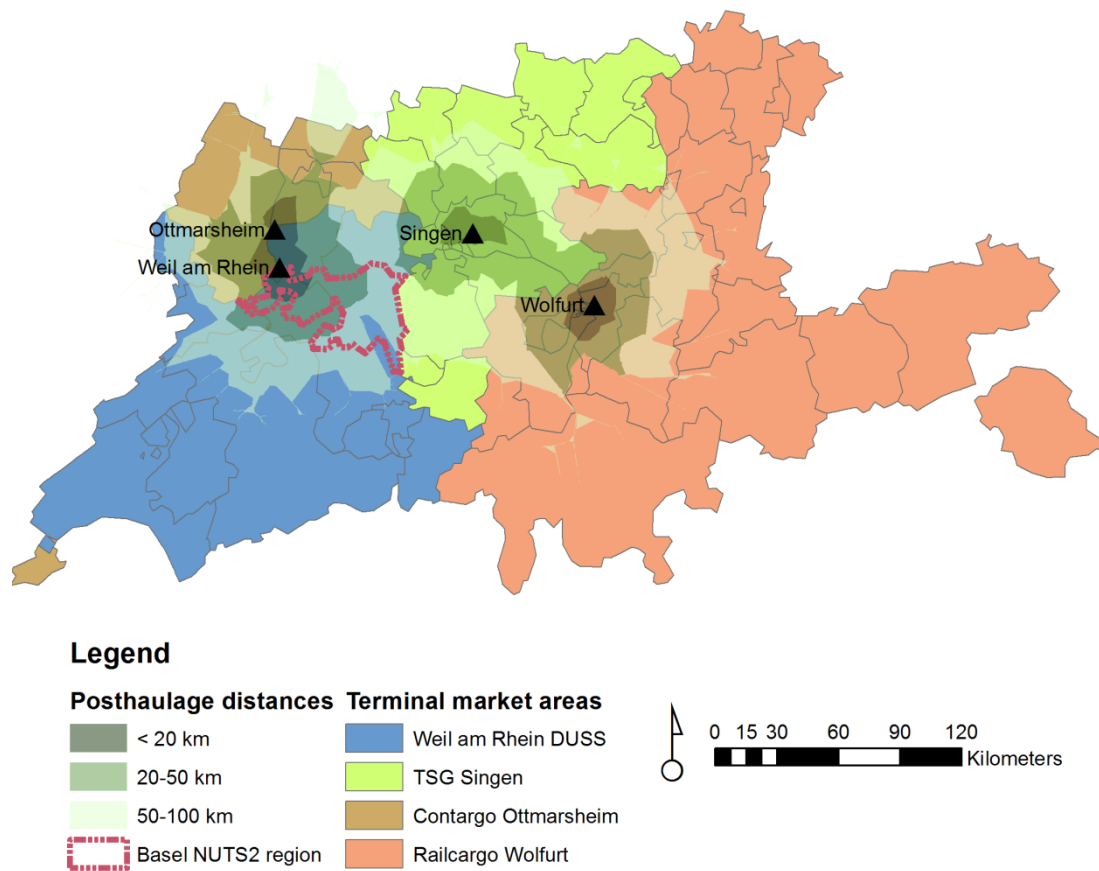 Ottmarsheim
Singen
Weil am Rhein
Wolfurt
Legend
Posthaulage distances
< 20 km
20-50 km
50-100 km
Basel NUTS2 region
Terminal market areas
Weil am Rhein DUSS
TSG Singen
Contargo Ottmarsheim
Railcargo Wolfurt
0 15 30 60 90 120
Kilometers